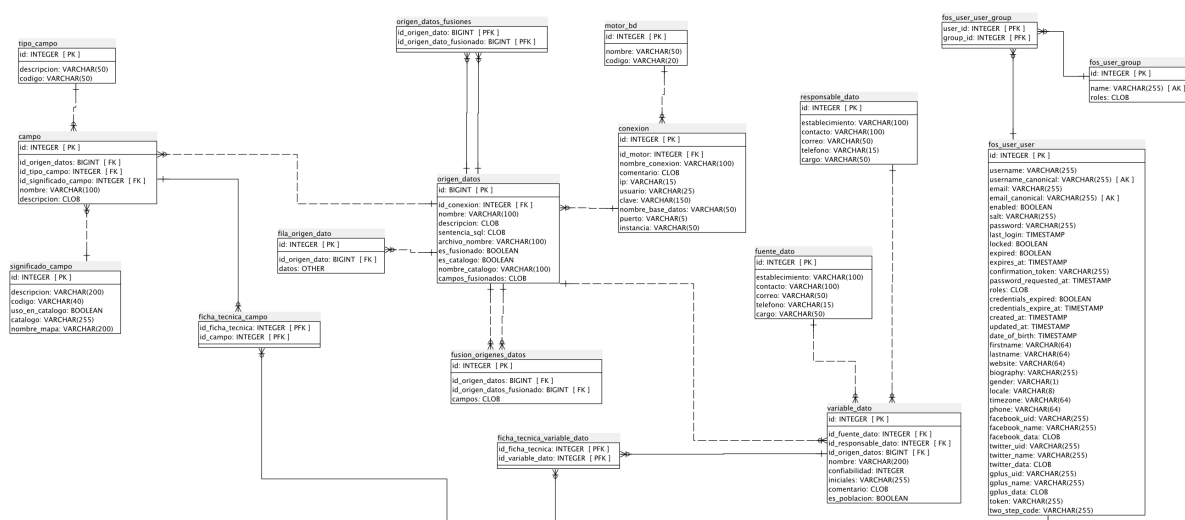 origen_datos_fusiones
id_origen_dato: BIGINT [ PFK ]
id_origen_dato_fusionado: BIGINT [ PFK ]
motor_bd
id: INTEGER [ PK ]
nombre: VARCHAR(50)
codigo: VARCHAR(20)
fos_user_user_group
user_id: INTEGER [ PFK ]
group_id: INTEGER [ PFK ]
tipo_campo
id: INTEGER [ PK ]
descripcion: VARCHAR(50)
codigo: VARCHAR(50)
fos_user_group
id: INTEGER [ PK ]
name: VARCHAR(255) [ AK ]
roles: CLOB
responsable_dato
id: INTEGER [ PK ]
establecimiento: VARCHAR(100)
contacto: VARCHAR(100)
correo: VARCHAR(50)
telefono: VARCHAR(15)
cargo: VARCHAR(50)
campo
id: INTEGER [ PK ]
id_origen_datos: BIGINT [ FK ]
id_tipo_campo: INTEGER [ FK ]
id_significado_campo: INTEGER [ FK ]
nombre: VARCHAR(100)
descripcion: CLOB
conexion
id: INTEGER [ PK ]
id_motor: INTEGER [ FK ]
nombre_conexion: VARCHAR(100)
comentario: CLOB
ip: VARCHAR(15)
usuario: VARCHAR(25)
clave: VARCHAR(150)
nombre_base_datos: VARCHAR(50)
puerto: VARCHAR(5)
instancia: VARCHAR(50)
fos_user_user
id: INTEGER [ PK ]
username: VARCHAR(255)
username_canonical: VARCHAR(255) [ AK ]
email: VARCHAR(255)
email_canonical: VARCHAR(255) [ AK ]
enabled: BOOLEAN
salt: VARCHAR(255)
password: VARCHAR(255)
last_login: TIMESTAMP
locked: BOOLEAN
expired: BOOLEAN
expires_at: TIMESTAMP
confirmation_token: VARCHAR(255)
password_requested_at: TIMESTAMP
roles: CLOB
credentials_expired: BOOLEAN
credentials_expire_at: TIMESTAMP
created_at: TIMESTAMP
updated_at: TIMESTAMP
date_of_birth: TIMESTAMP
firstname: VARCHAR(64)
lastname: VARCHAR(64)
website: VARCHAR(64)
biography: VARCHAR(255)
gender: VARCHAR(1)
locale: VARCHAR(8)
timezone: VARCHAR(64)
phone: VARCHAR(64)
facebook_uid: VARCHAR(255)
facebook_name: VARCHAR(255)
facebook_data: CLOB
twitter_uid: VARCHAR(255)
twitter_name: VARCHAR(255)
twitter_data: CLOB
gplus_uid: VARCHAR(255)
gplus_name: VARCHAR(255)
gplus_data: CLOB
token: VARCHAR(255)
two_step_code: VARCHAR(255)
origen_datos
id: BIGINT [ PK ]
id_conexion: INTEGER [ FK ]
nombre: VARCHAR(100)
descripcion: CLOB
sentencia_sql: CLOB
archivo_nombre: VARCHAR(100)
es_fusionado: BOOLEAN
es_catalogo: BOOLEAN
nombre_catalogo: VARCHAR(100)
campos_fusionados: CLOB
fila_origen_dato
id: INTEGER [ PK ]
id_origen_dato: BIGINT [ FK ]
datos: OTHER
fuente_dato
id: INTEGER [ PK ]
establecimiento: VARCHAR(100)
contacto: VARCHAR(100)
correo: VARCHAR(50)
telefono: VARCHAR(15)
cargo: VARCHAR(50)
significado_campo
id: INTEGER [ PK ]
descripcion: VARCHAR(200)
codigo: VARCHAR(40)
uso_en_catalogo: BOOLEAN
catalogo: VARCHAR(255)
nombre_mapa: VARCHAR(200)
ficha_tecnica_campo
id_ficha_tecnica: INTEGER [ PFK ]
id_campo: INTEGER [ PFK ]
fusion_origenes_datos
id: INTEGER [ PK ]
id_origen_datos: BIGINT [ FK ]
id_origen_datos_fusionado: BIGINT [ FK ]
campos: CLOB
variable_dato
id: INTEGER [ PK ]
id_fuente_dato: INTEGER [ FK ]
id_responsable_dato: INTEGER [ FK ]
id_origen_datos: BIGINT [ FK ]
nombre: VARCHAR(200)
confiabilidad: INTEGER
iniciales: VARCHAR(255)
comentario: CLOB
es_poblacion: BOOLEAN
ficha_tecnica_variable_dato
id_ficha_tecnica: INTEGER [ PFK ]
id_variable_dato: INTEGER [ PFK ]